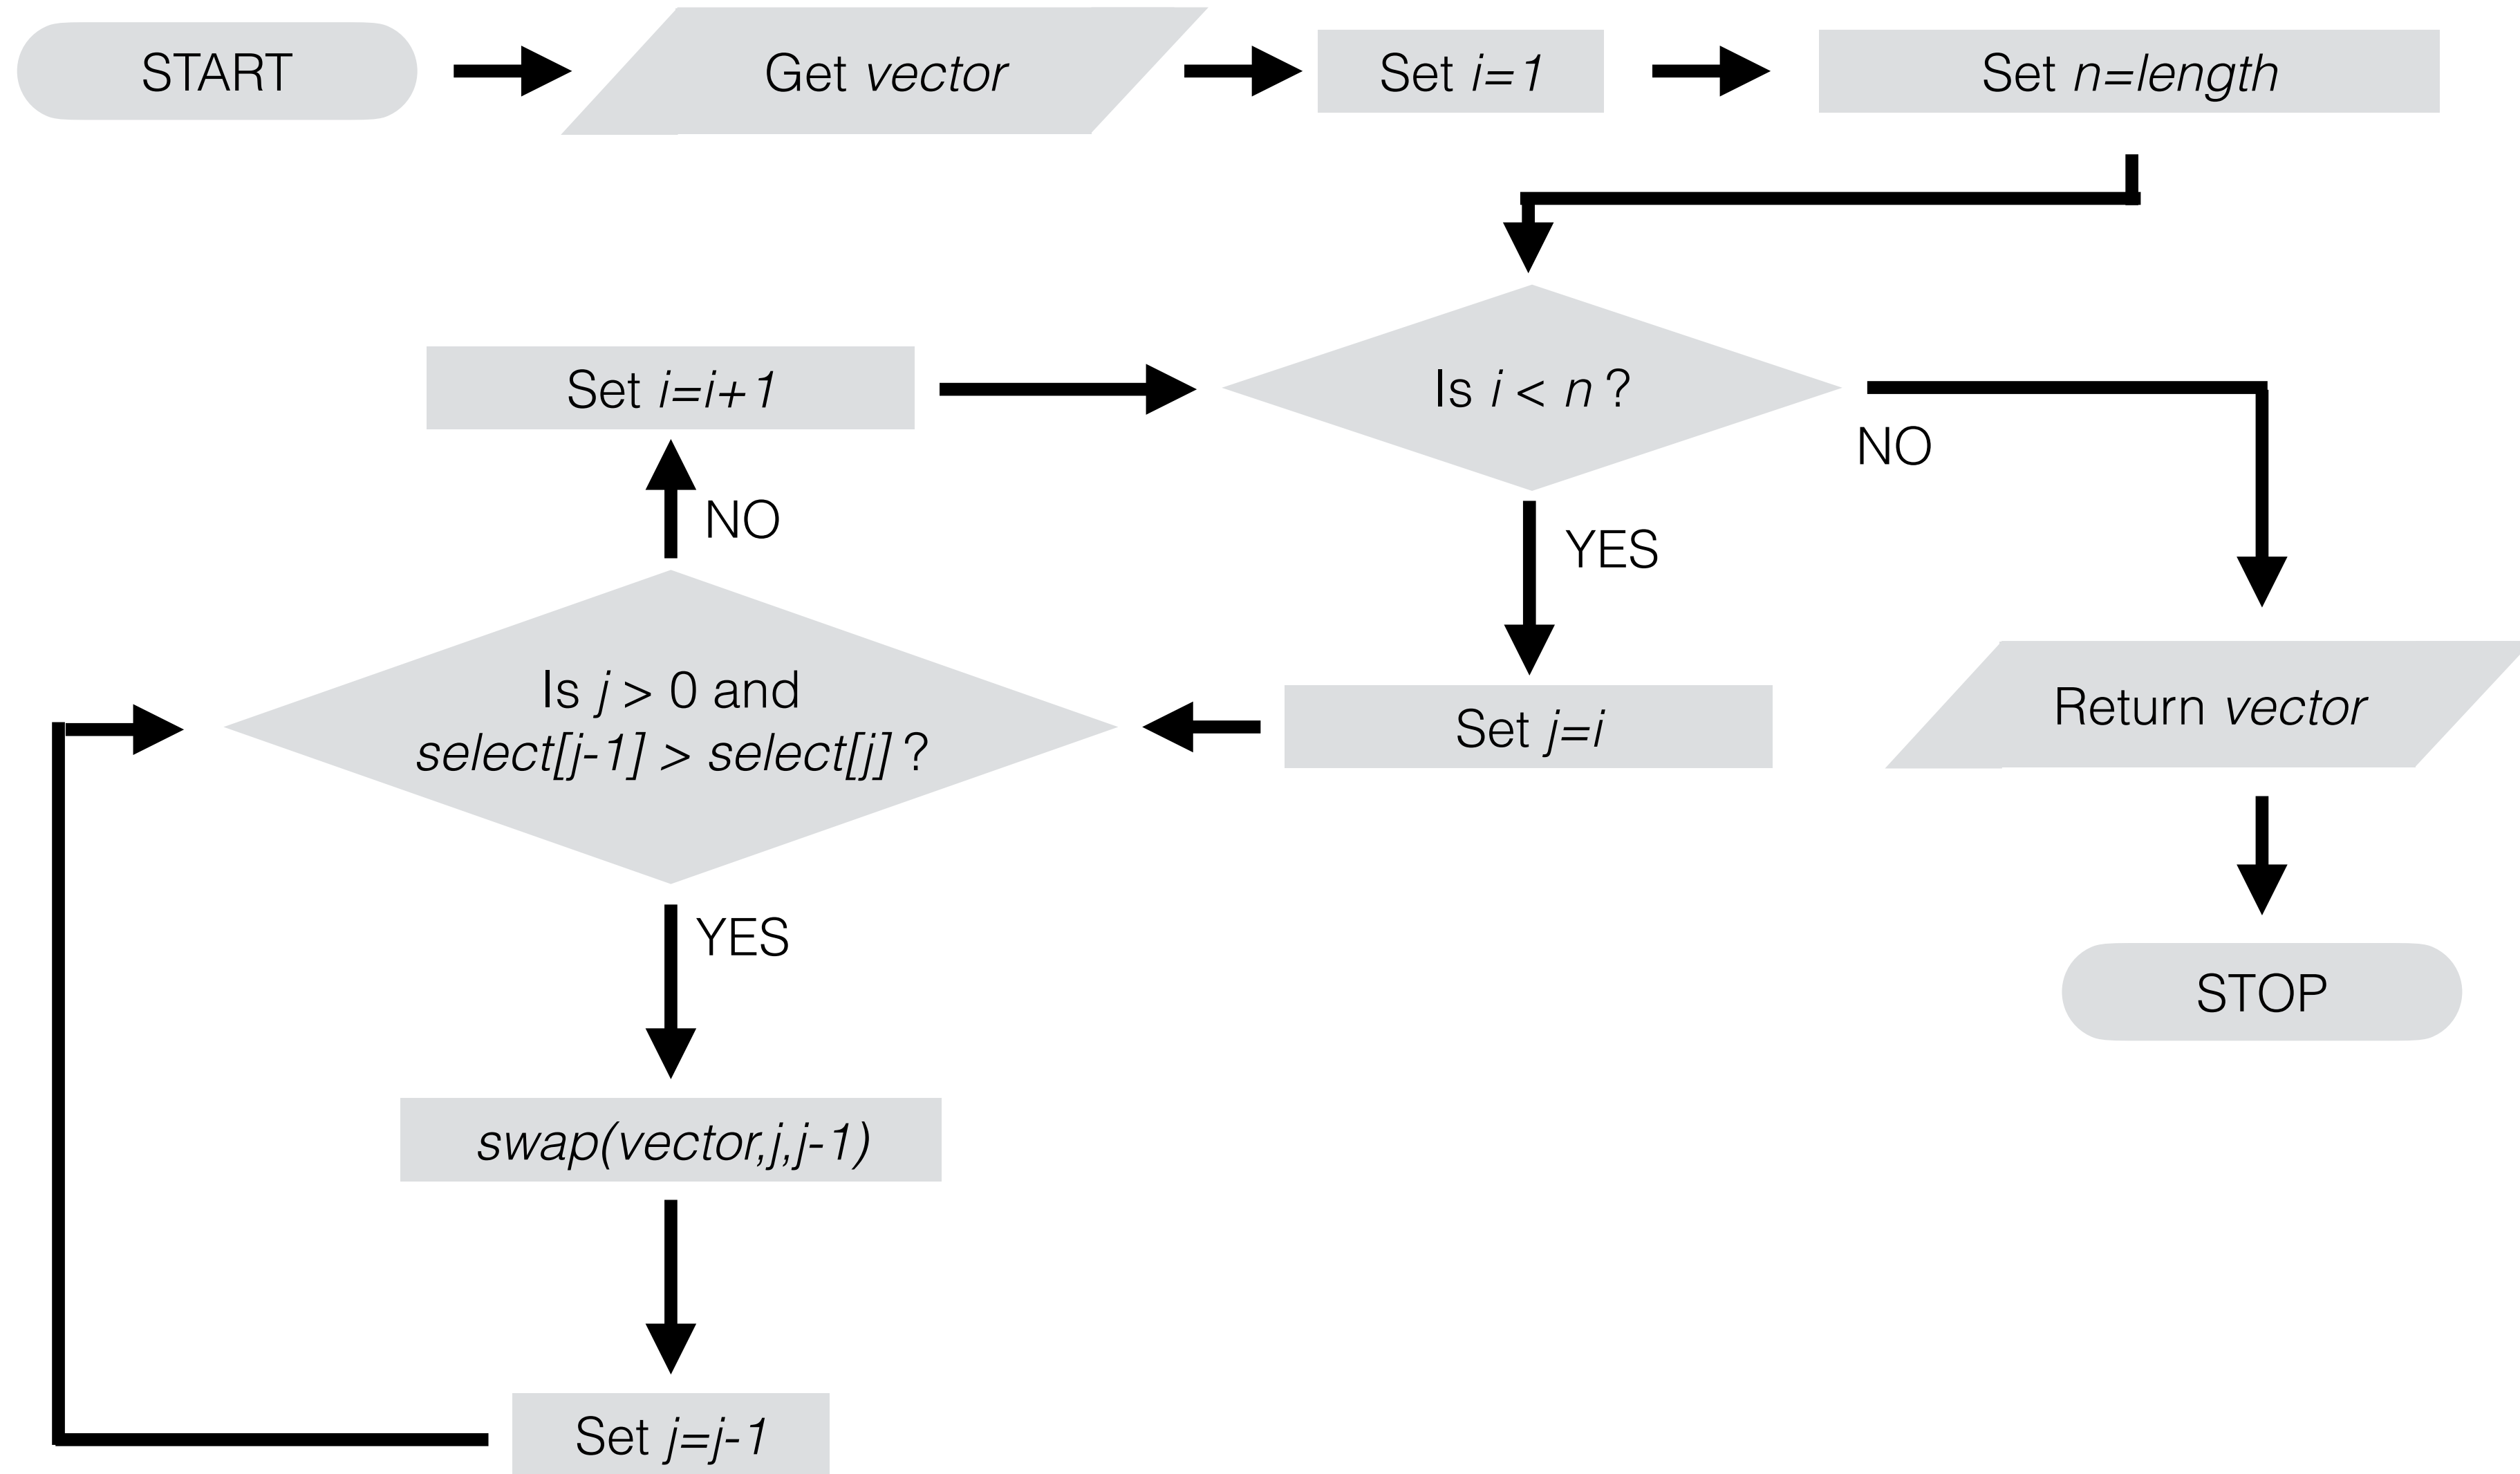 START
Get vector
Set i=1
Set n=length
Set i=i+1
Is i < n ?
NO
NO
YES
Is j > 0 and
select[j-1] > select[j] ?
Set j=i
Return vector
YES
STOP
swap(vector,j,j-1)
Set j=j-1